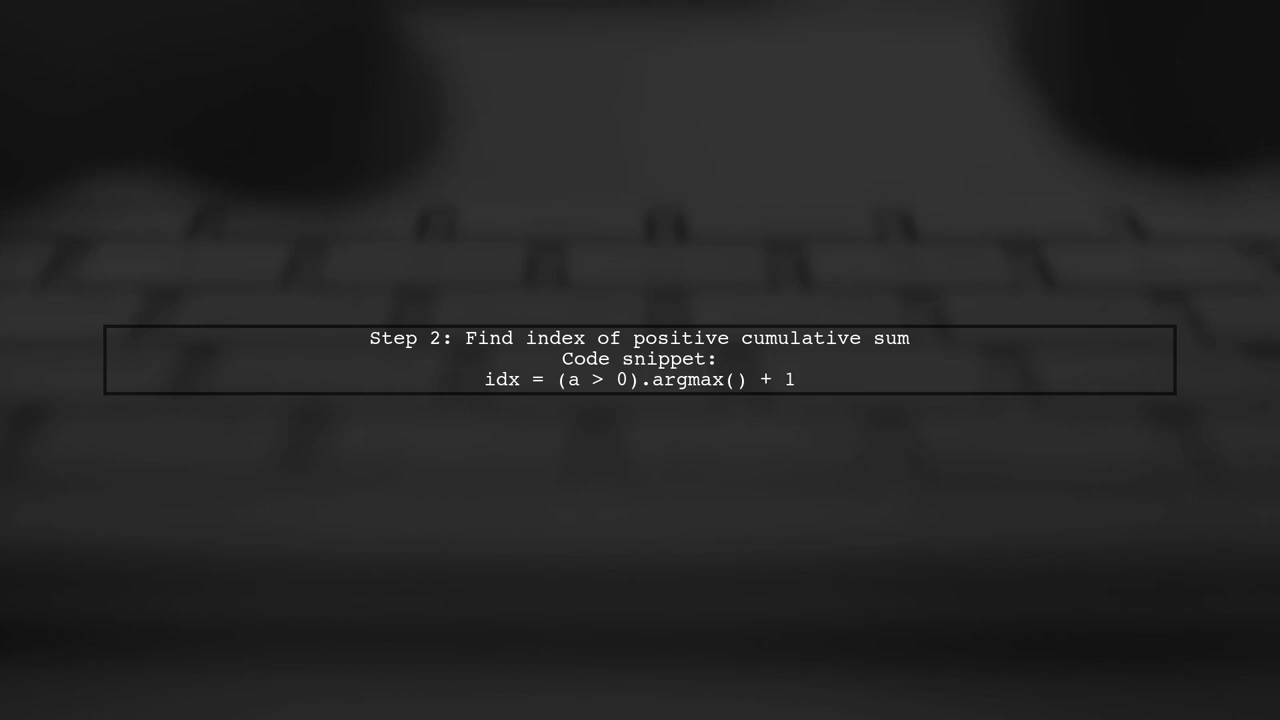 Step 2: Find index of positive cumulative sum
Code snippet:
idx = (a > 0).argmax() + 1